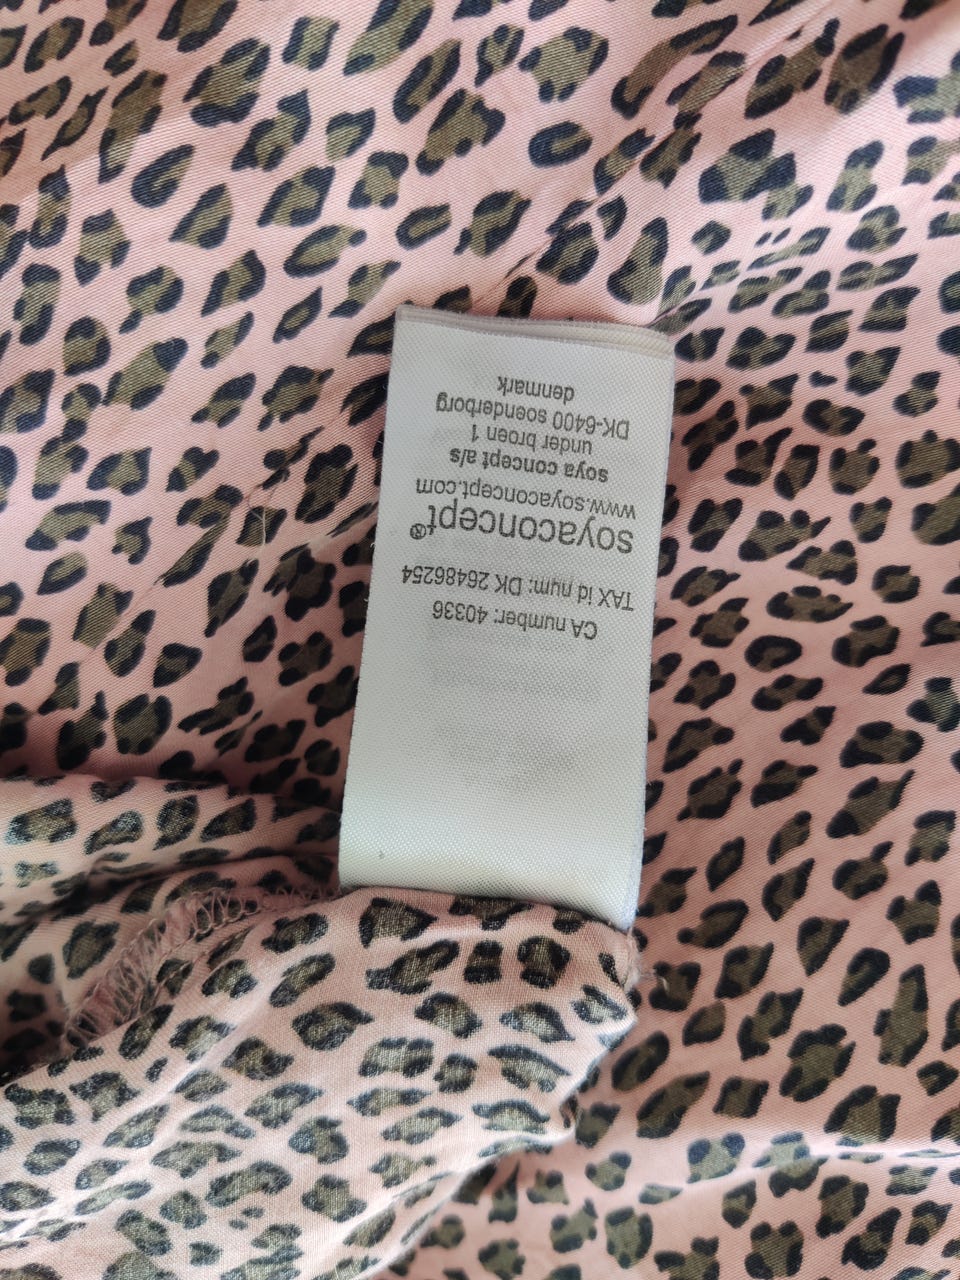 CA number: 40336
TAX id num: DK 26486254
soyaconcept®
www.soyaconcept.com
soya concept a/s
under broen 1
DK-6400 soenderborg
denmark